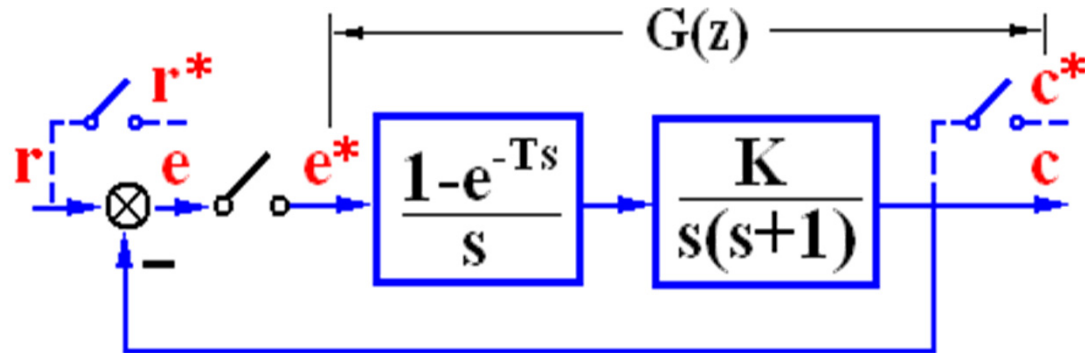 G(z)
r* c*
r e e* 1-e^-Ts K c
s s(s+1)
−